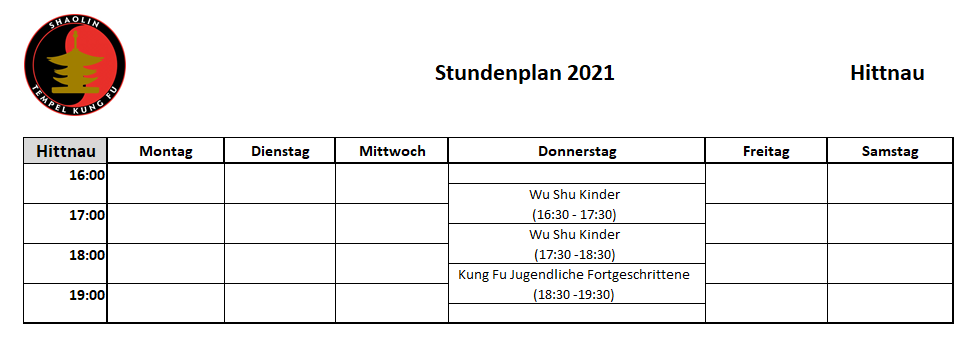 SHAOLIN
TEMPEL KUNG FU
Stundenplan 2021
Hittnau
Hittnau Montag Dienstag Mittwoch Donnerstag Freitag Samstag
16:00
Wu Shu Kinder
(16:30 - 17:30)
17:00
Wu Shu Kinder
(17:30 -18:30)
18:00
Kung Fu Jugendliche Fortgeschrittene
(18:30 -19:30)
19:00